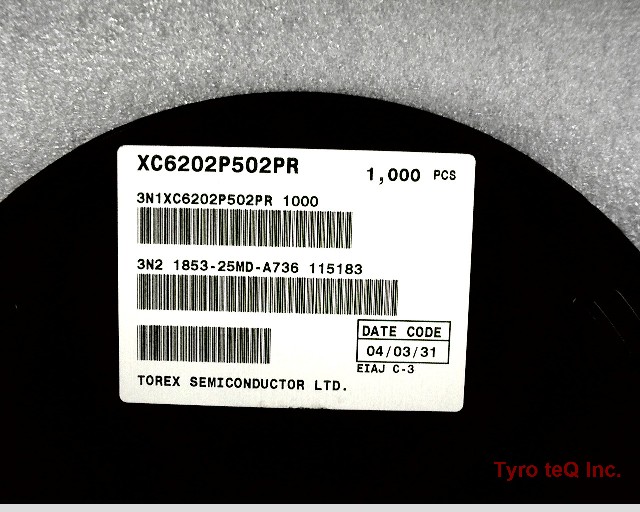 XC6202P502PR
1,000 PCS
3N1XC6202P502PR 1000
3N2 1853-25MD-A736 115183
DATE CODE
04/03/31
EIAJ C-3
TOREX SEMICONDUCTOR LTD.
Tyro teQ Inc.